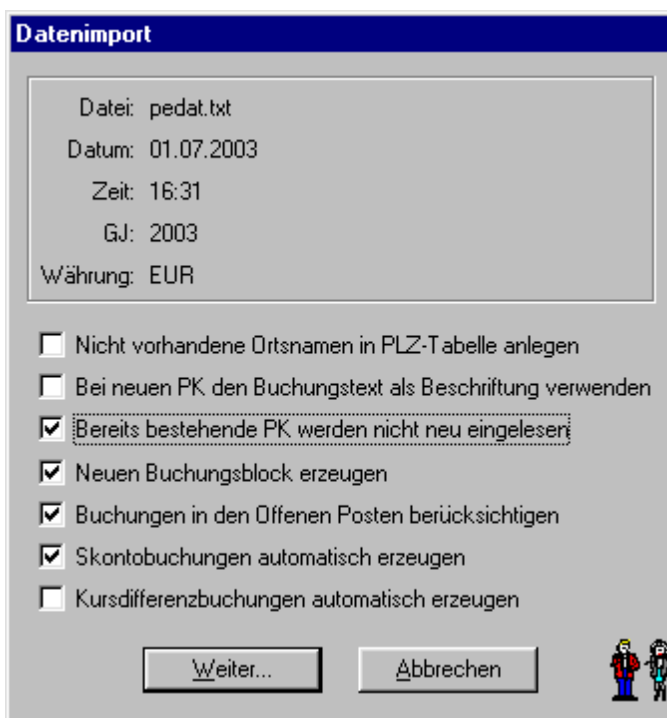 Datenimport
Datei: pedat.txt
Datum: 01.07.2003
Zeit: 16:31
GJ: 2003
Währung: EUR
Nicht vorhandene Ortsnamen in PLZ-Tabelle anlegen
Bei neuen PK den Buchungstext als Beschriftung verwenden
Bereits bestehende PK werden nicht neu eingelesen
Neuen Buchungsblock erzeugen
Buchungen in den Offenen Posten berücksichtigen
Skontobuchungen automatisch erzeugen
Kursdifferenzbuchungen automatisch erzeugen
Weiter... Abbrechen